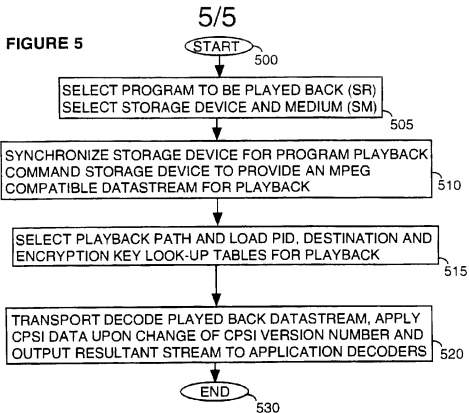 5/5
FIGURE 5
START
500
SELECT PROGRAM TO BE PLAYED BACK (SR)
SELECT STORAGE DEVICE AND MEDIUM (SM)
505
SYNCHRONIZE STORAGE DEVICE FOR PROGRAM PLAYBACK
COMMAND STORAGE DEVICE TO PROVIDE AN MPEG
COMPATIBLE DATASTREAM FOR PLAYBACK
510
SELECT PLAYBACK PATH AND LOAD PID, DESTINATION AND
ENCRYPTION KEY LOOK-UP TABLES FOR PLAYBACK
515
TRANSPORT DECODE PLAYED BACK DATASTREAM, APPLY
CPSI DATA UPON CHANGE OF CPSI VERSION NUMBER AND
OUTPUT RESULTANT STREAM TO APPLICATION DECODERS
520
END
530